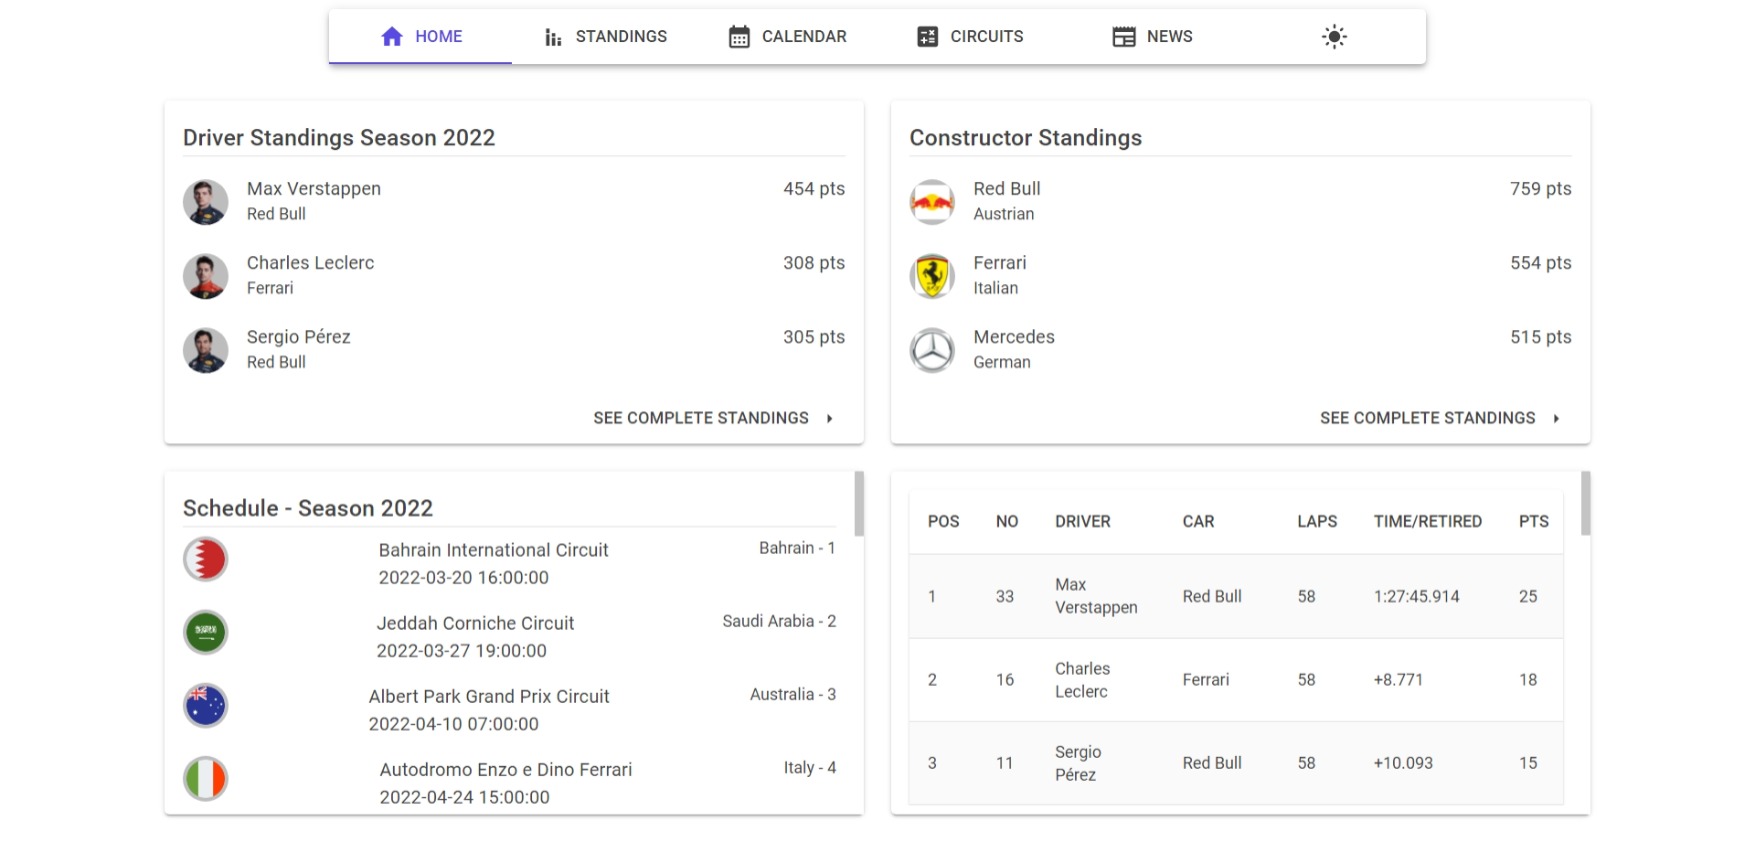 HOME
STANDINGS
CALENDAR
CIRCUITS
NEWS
Driver Standings Season 2022
Max Verstappen 454 pts
Red Bull
Charles Leclerc 308 pts
Ferrari
Sergio Pérez 305 pts
Red Bull
SEE COMPLETE STANDINGS
Constructor Standings
Red Bull 759 pts
Austrian
Ferrari 554 pts
Italian
Mercedes 515 pts
German
SEE COMPLETE STANDINGS
Schedule - Season 2022
Bahrain International Circuit Bahrain - 1
2022-03-20 16:00:00
Jeddah Corniche Circuit Saudi Arabia - 2
2022-03-27 19:00:00
Albert Park Grand Prix Circuit Australia - 3
2022-04-10 07:00:00
Autodromo Enzo e Dino Ferrari Italy - 4
2022-04-24 15:00:00
POS NO DRIVER CAR LAPS TIME/RETIRED PTS
1 33 Max Verstappen Red Bull 58 1:27:45.914 25
2 16 Charles Leclerc Ferrari 58 +8.771 18
3 11 Sergio Pérez Red Bull 58 +10.093 15